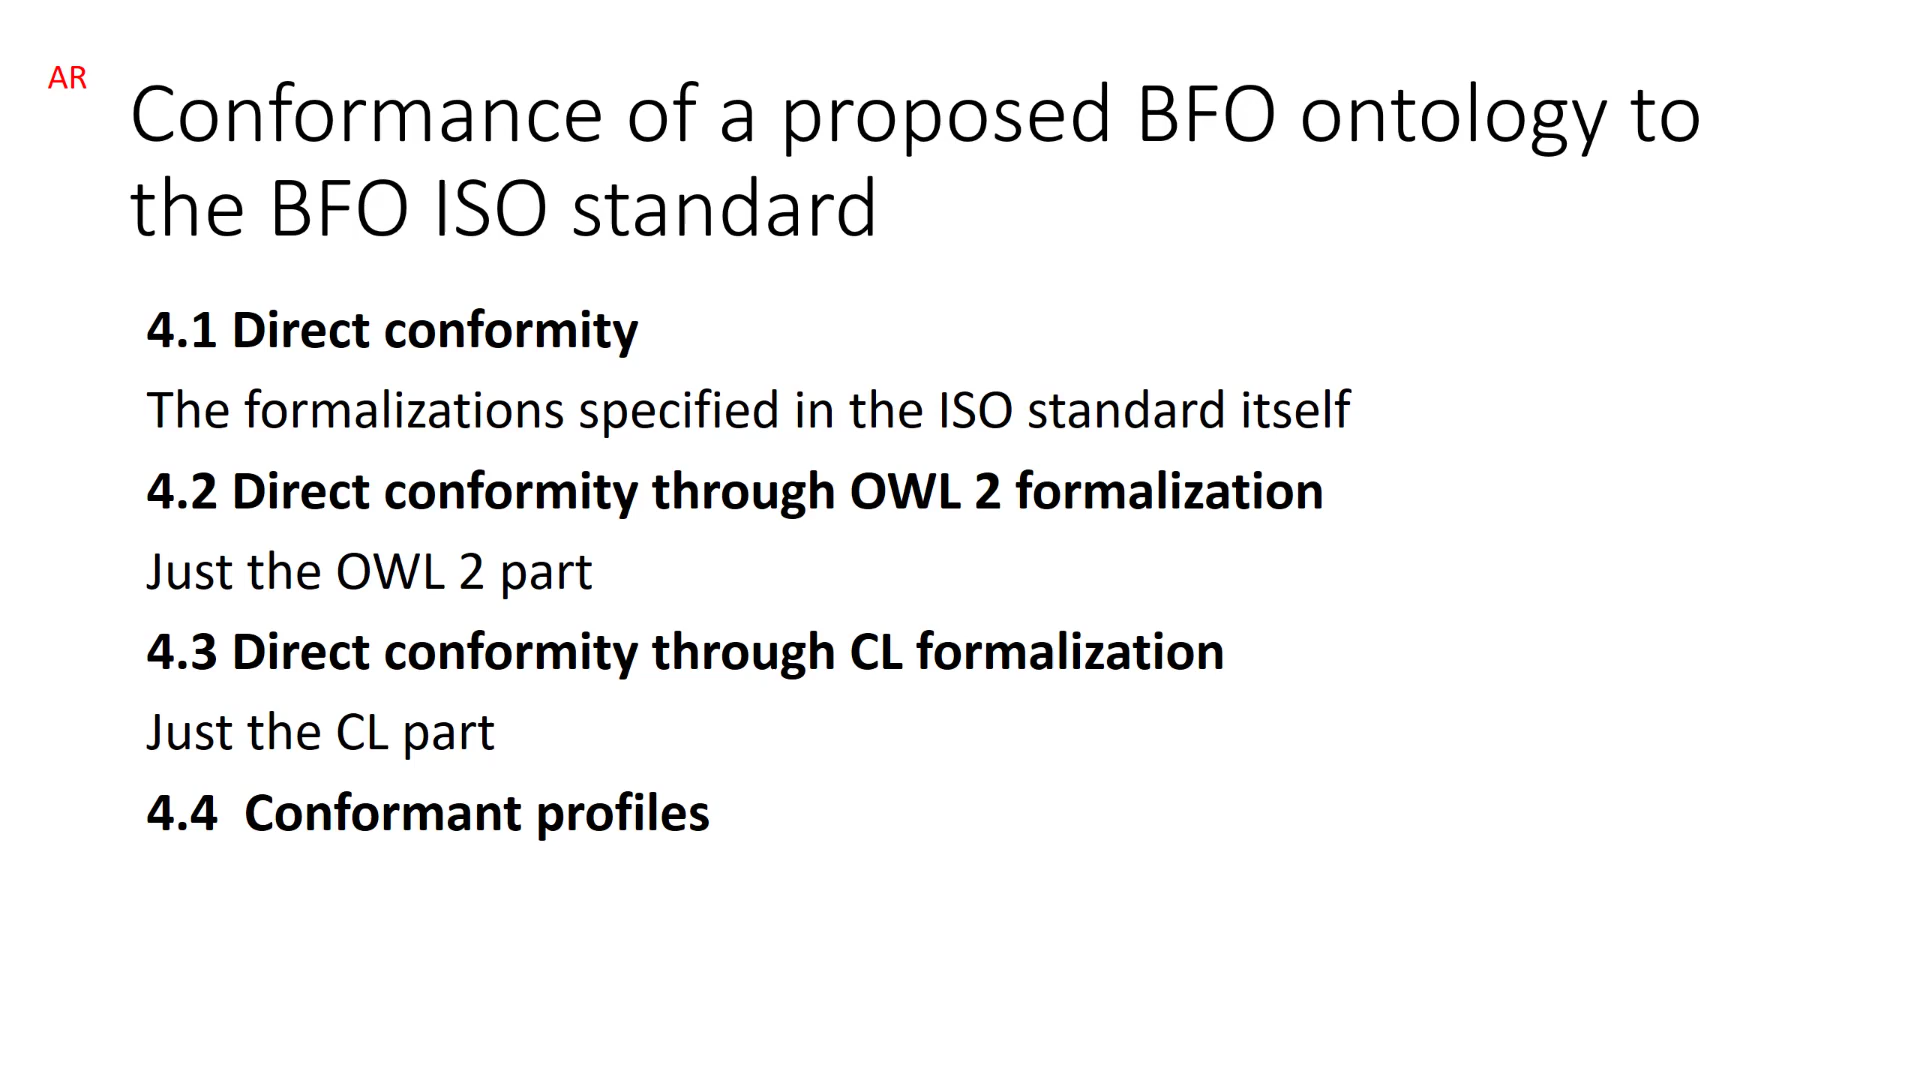 AR
Conformance of a proposed BFO ontology to
the BFO ISO standard
4.1 Direct conformity
The formalizations specified in the ISO standard itself
4.2 Direct conformity through OWL 2 formalization
Just the OWL 2 part
4.3 Direct conformity through CL formalization
Just the CL part
4.4  Conformant profiles